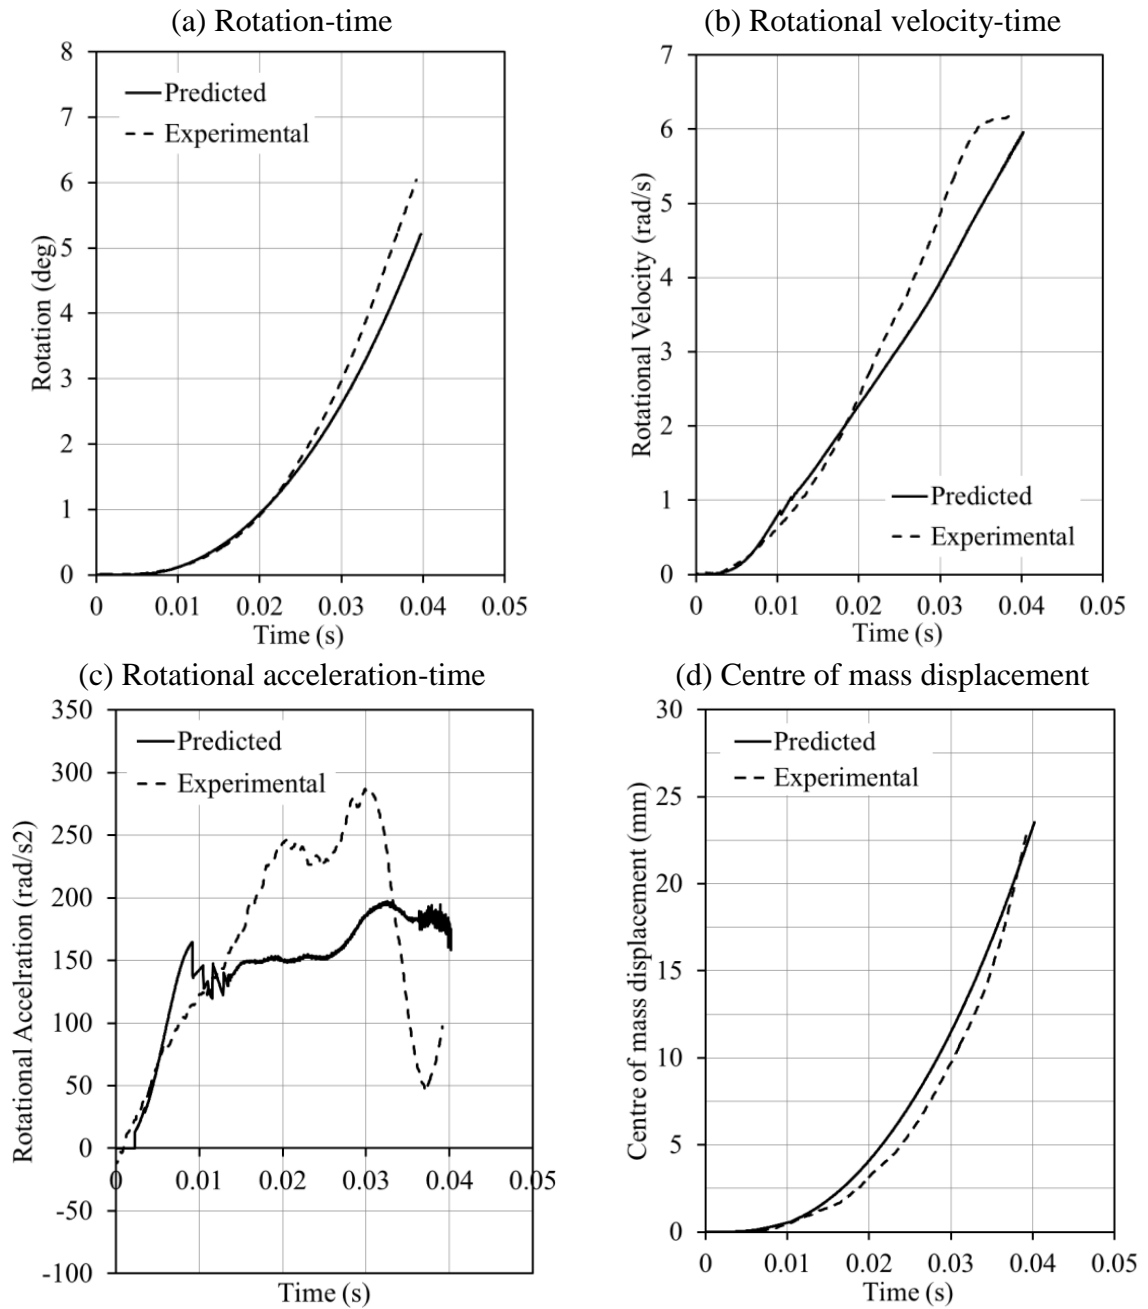 (a) Rotation-time
(b) Rotational velocity-time
8
7
6
5
4
3
2
1
0
Rotation (deg)
Predicted
Experimental
0 0.01 0.02 0.03 0.04 0.05
Time (s)
7
6
5
4
3
2
1
0
Rotational Velocity (rad/s)
Predicted
Experimental
0 0.01 0.02 0.03 0.04 0.05
Time (s)
(c) Rotational acceleration-time
(d) Centre of mass displacement
350
300
250
200
150
100
50
0
-50
-100
Rotational Accelration (rad/s2)
Predicted
Experimental
0 0.01 0.02 0.03 0.04 0.05
Time (s)
30
25
20
15
10
5
0
Centre of mass displacement (mm)
Predicted
Experimental
0 0.01 0.02 0.03 0.04 0.05
Time (s)